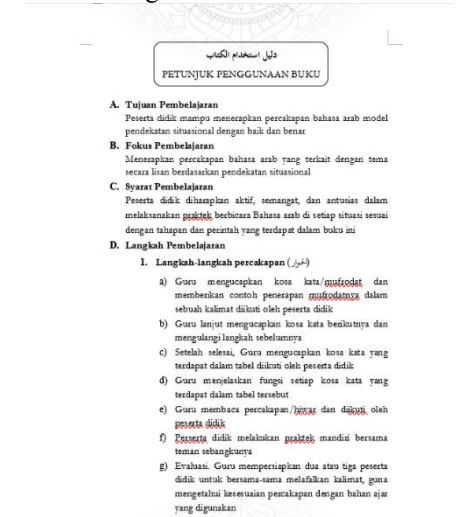 دليل استخدام الكتاب
PETUNJUK PENGGUNAAN BUKU
A. Tujuan Pembelajaran
Peserta didik mampu menerapkan percakapan bahasa arab model
pendekatan situasional dengan baik dan benar
B. Fokus Pembelajaran
Menerapkan percakapan bahasa arab yang terkait dengan tema
secara lisan berdasarkan pendekatan situasional
C. Syarat Pembelajaran
Peserta didik diharapkan aktif, semangat, dan antusias dalam
melaksanakan praktek berbicara Bahasa arab di setiap situasi sesuai
dengan tahapan dan perintah yang terdapat dalam buku ini
D. Langkah Pembelajaran
1. Langkah-langkah percakapan (الحوار)
a) Guru mengucapkan kosa kata/mufrodat dan
memberikan contoh penerapan mufrodatnya dalam
sebuah kalimat diikuti oleh peserta didik
b) Guru lanjut mengucapkan kosa kata berikutnya dan
mengulangi langkah sebelumnya
c) Setelah selesai, Guru mengucapkan kosa kata yang
terdapat dalam tabel diikuti oleh peserta didik
d) Guru menjelaskan fungsi setiap kosa kata yang
terdapat dalam tabel tersebut
e) Guru membaca percakapan/hiwar dan diikuti oleh
peserta didik
f) Perserta didik melakukan praktek mandiri bersama
teman sebangkunya
g) Evaluasi. Guru mempersiapkan dua atau tiga peserta
didik untuk bersama-sama melafalkan kalimat, guna
mengetahui kesesuaian percakapan dengan bahan ajar
yang digunakan